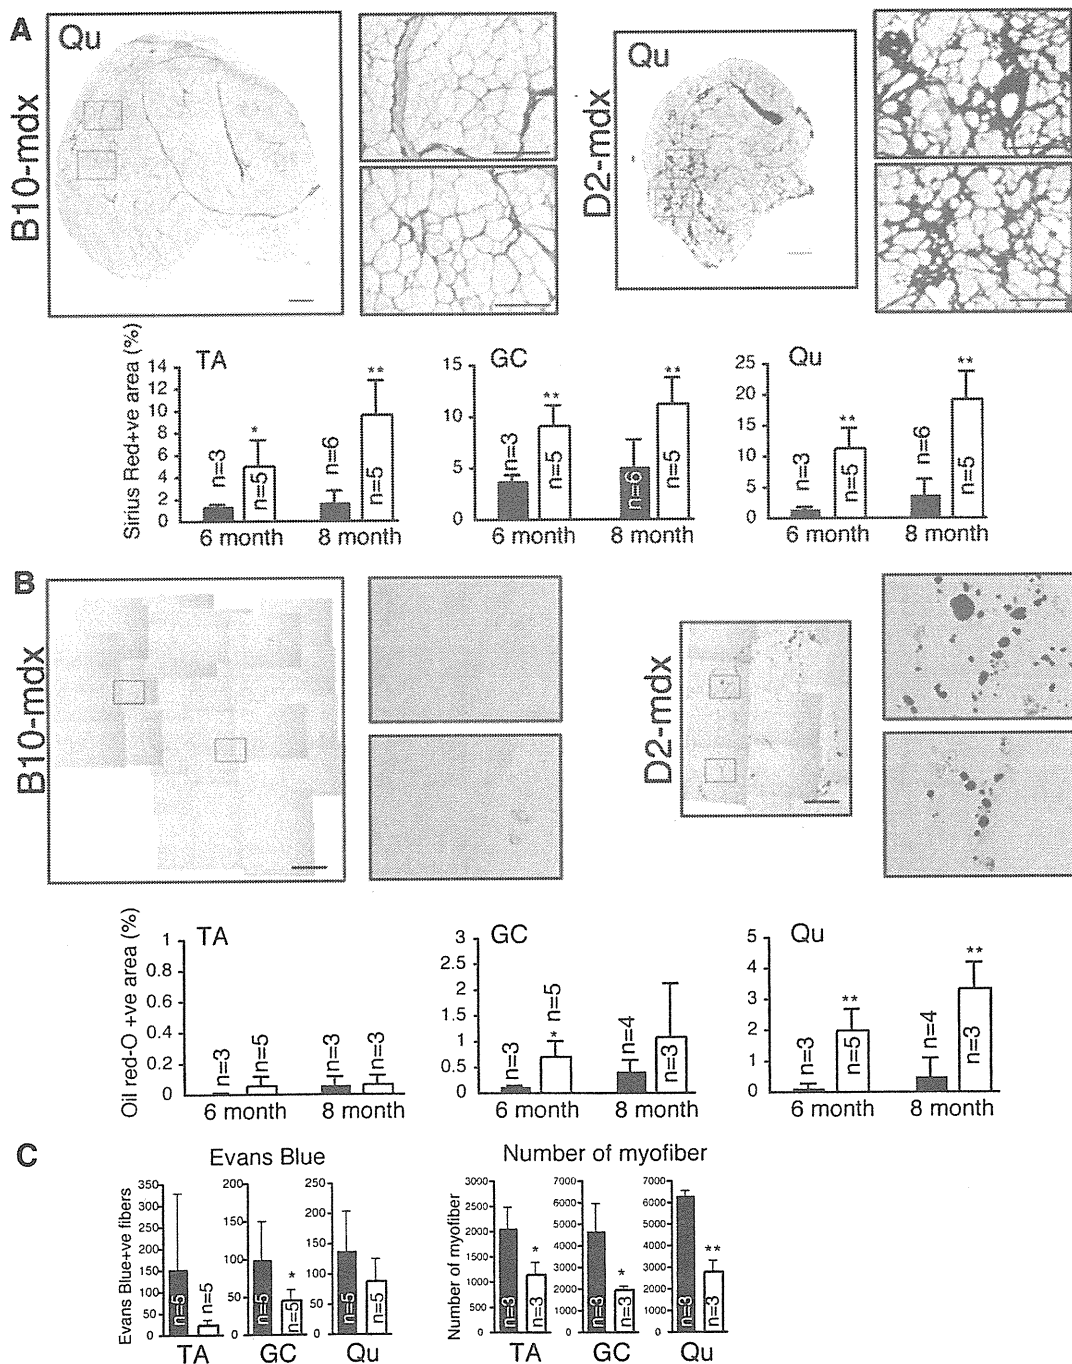 A
B10-mdx
Qu
D2-mdx
Qu
Sirius Red+ve area (%)
TA
14
12
10
8
6
4
2
0
n=3
*
n=5
n=6
**
n=5
6 month
8 month
GC
15
10
5
0
n=3
**
n=5
n=6
**
n=5
6 month
8 month
Qu
25
20
15
10
5
0
n=3
**
n=5
n=6
**
n=5
6 month
8 month
B
B10-mdx
D2-mdx
Oil red-O +ve area (%)
TA
1
0.8
0.6
0.4
0.2
0
n=3
n=5
n=3
n=3
6 month
8 month
GC
3
2.5
2
1.5
1
0.5
0
n=3
*
n=5
n=4
n=3
6 month
8 month
Qu
5
4
3
2
1
0
n=3
**
n=5
n=4
**
n=3
6 month
8 month
C
Evans Blue
Evans Blue+ve fibers
350
300
250
200
150
100
50
0
n=5
n=5
TA
200
150
100
50
0
n=5
*
n=5
GC
250
200
150
100
50
0
n=5
n=5
Qu
Number of myofiber
Number of myofiber
3000
2500
2000
1500
1000
500
0
n=3
*
n=3
TA
7000
6000
5000
4000
3000
2000
1000
0
n=3
*
n=3
GC
7000
6000
5000
4000
3000
2000
1000
0
n=3
**
n=3
Qu